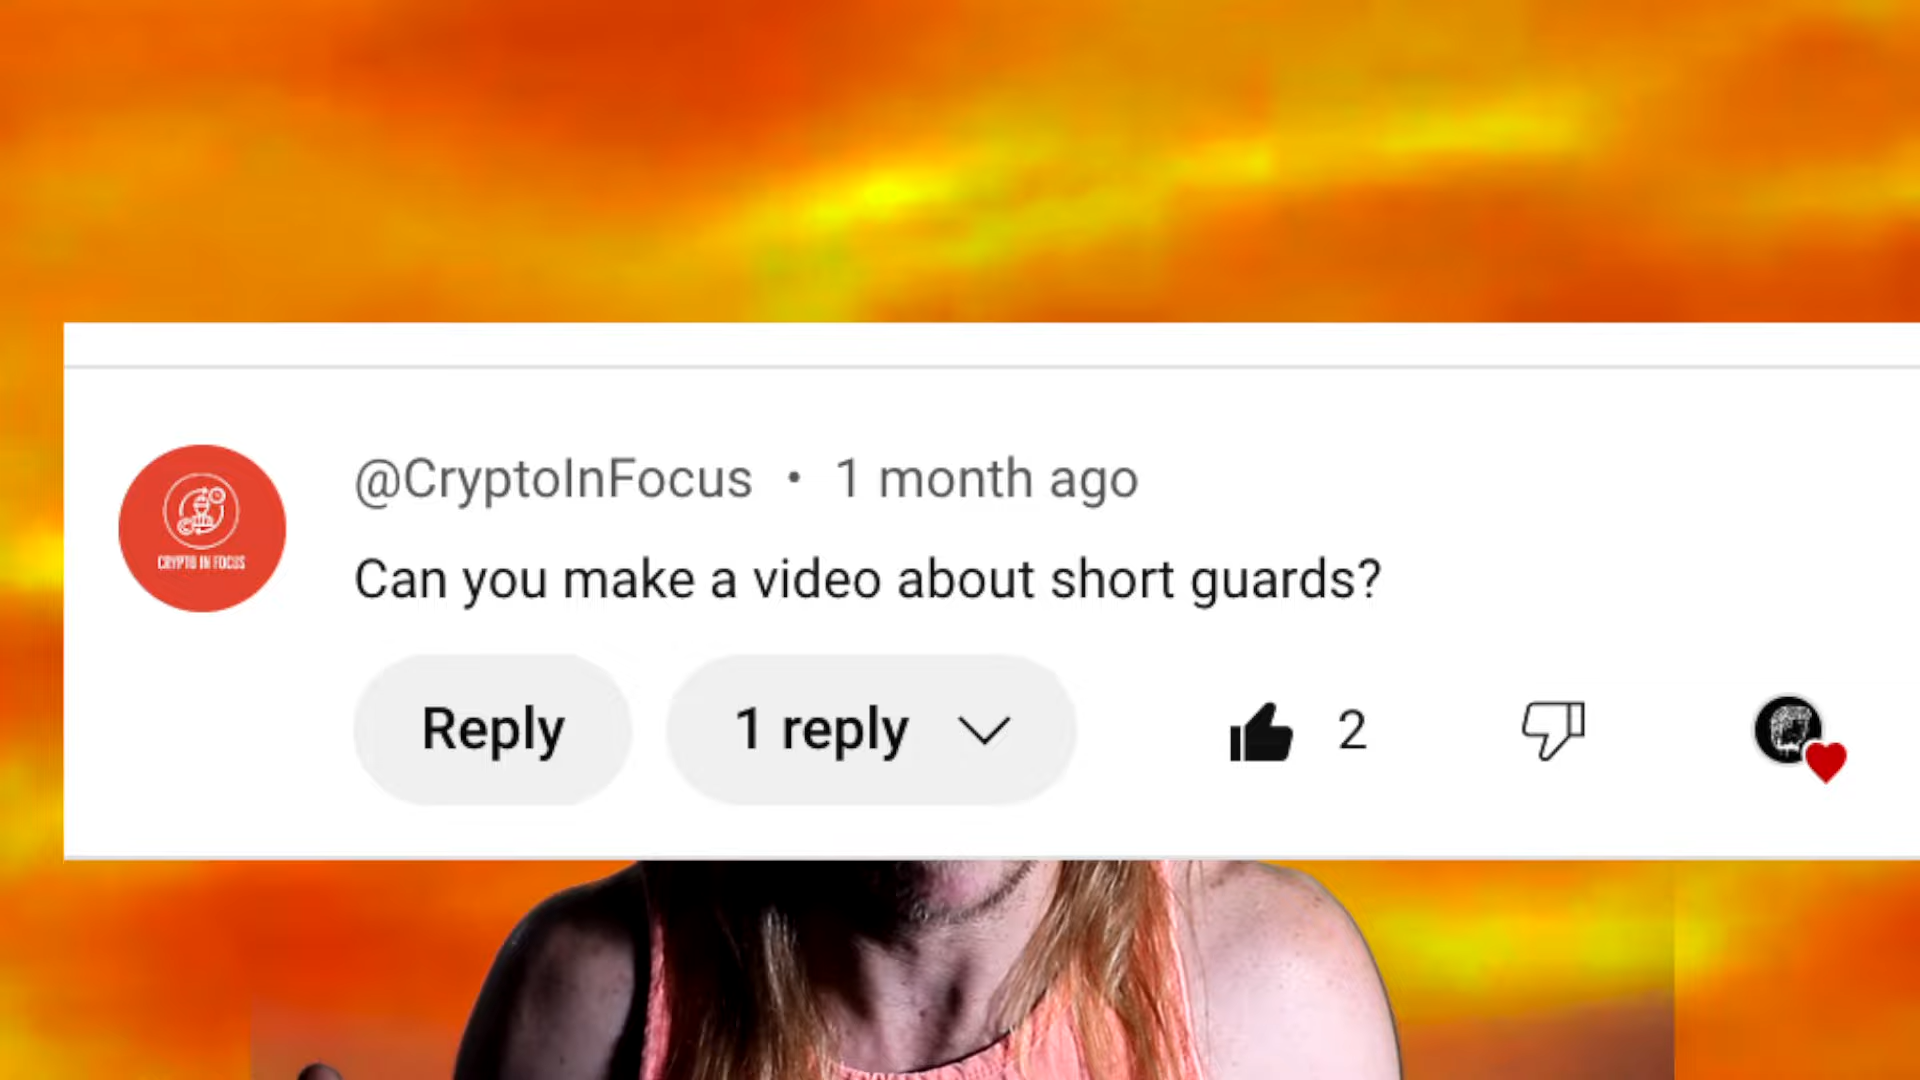 @CryptoInFocus • 1 month ago
CRYPTO IN FOCUS
Can you make a video about short guards?
Reply
1 reply
2